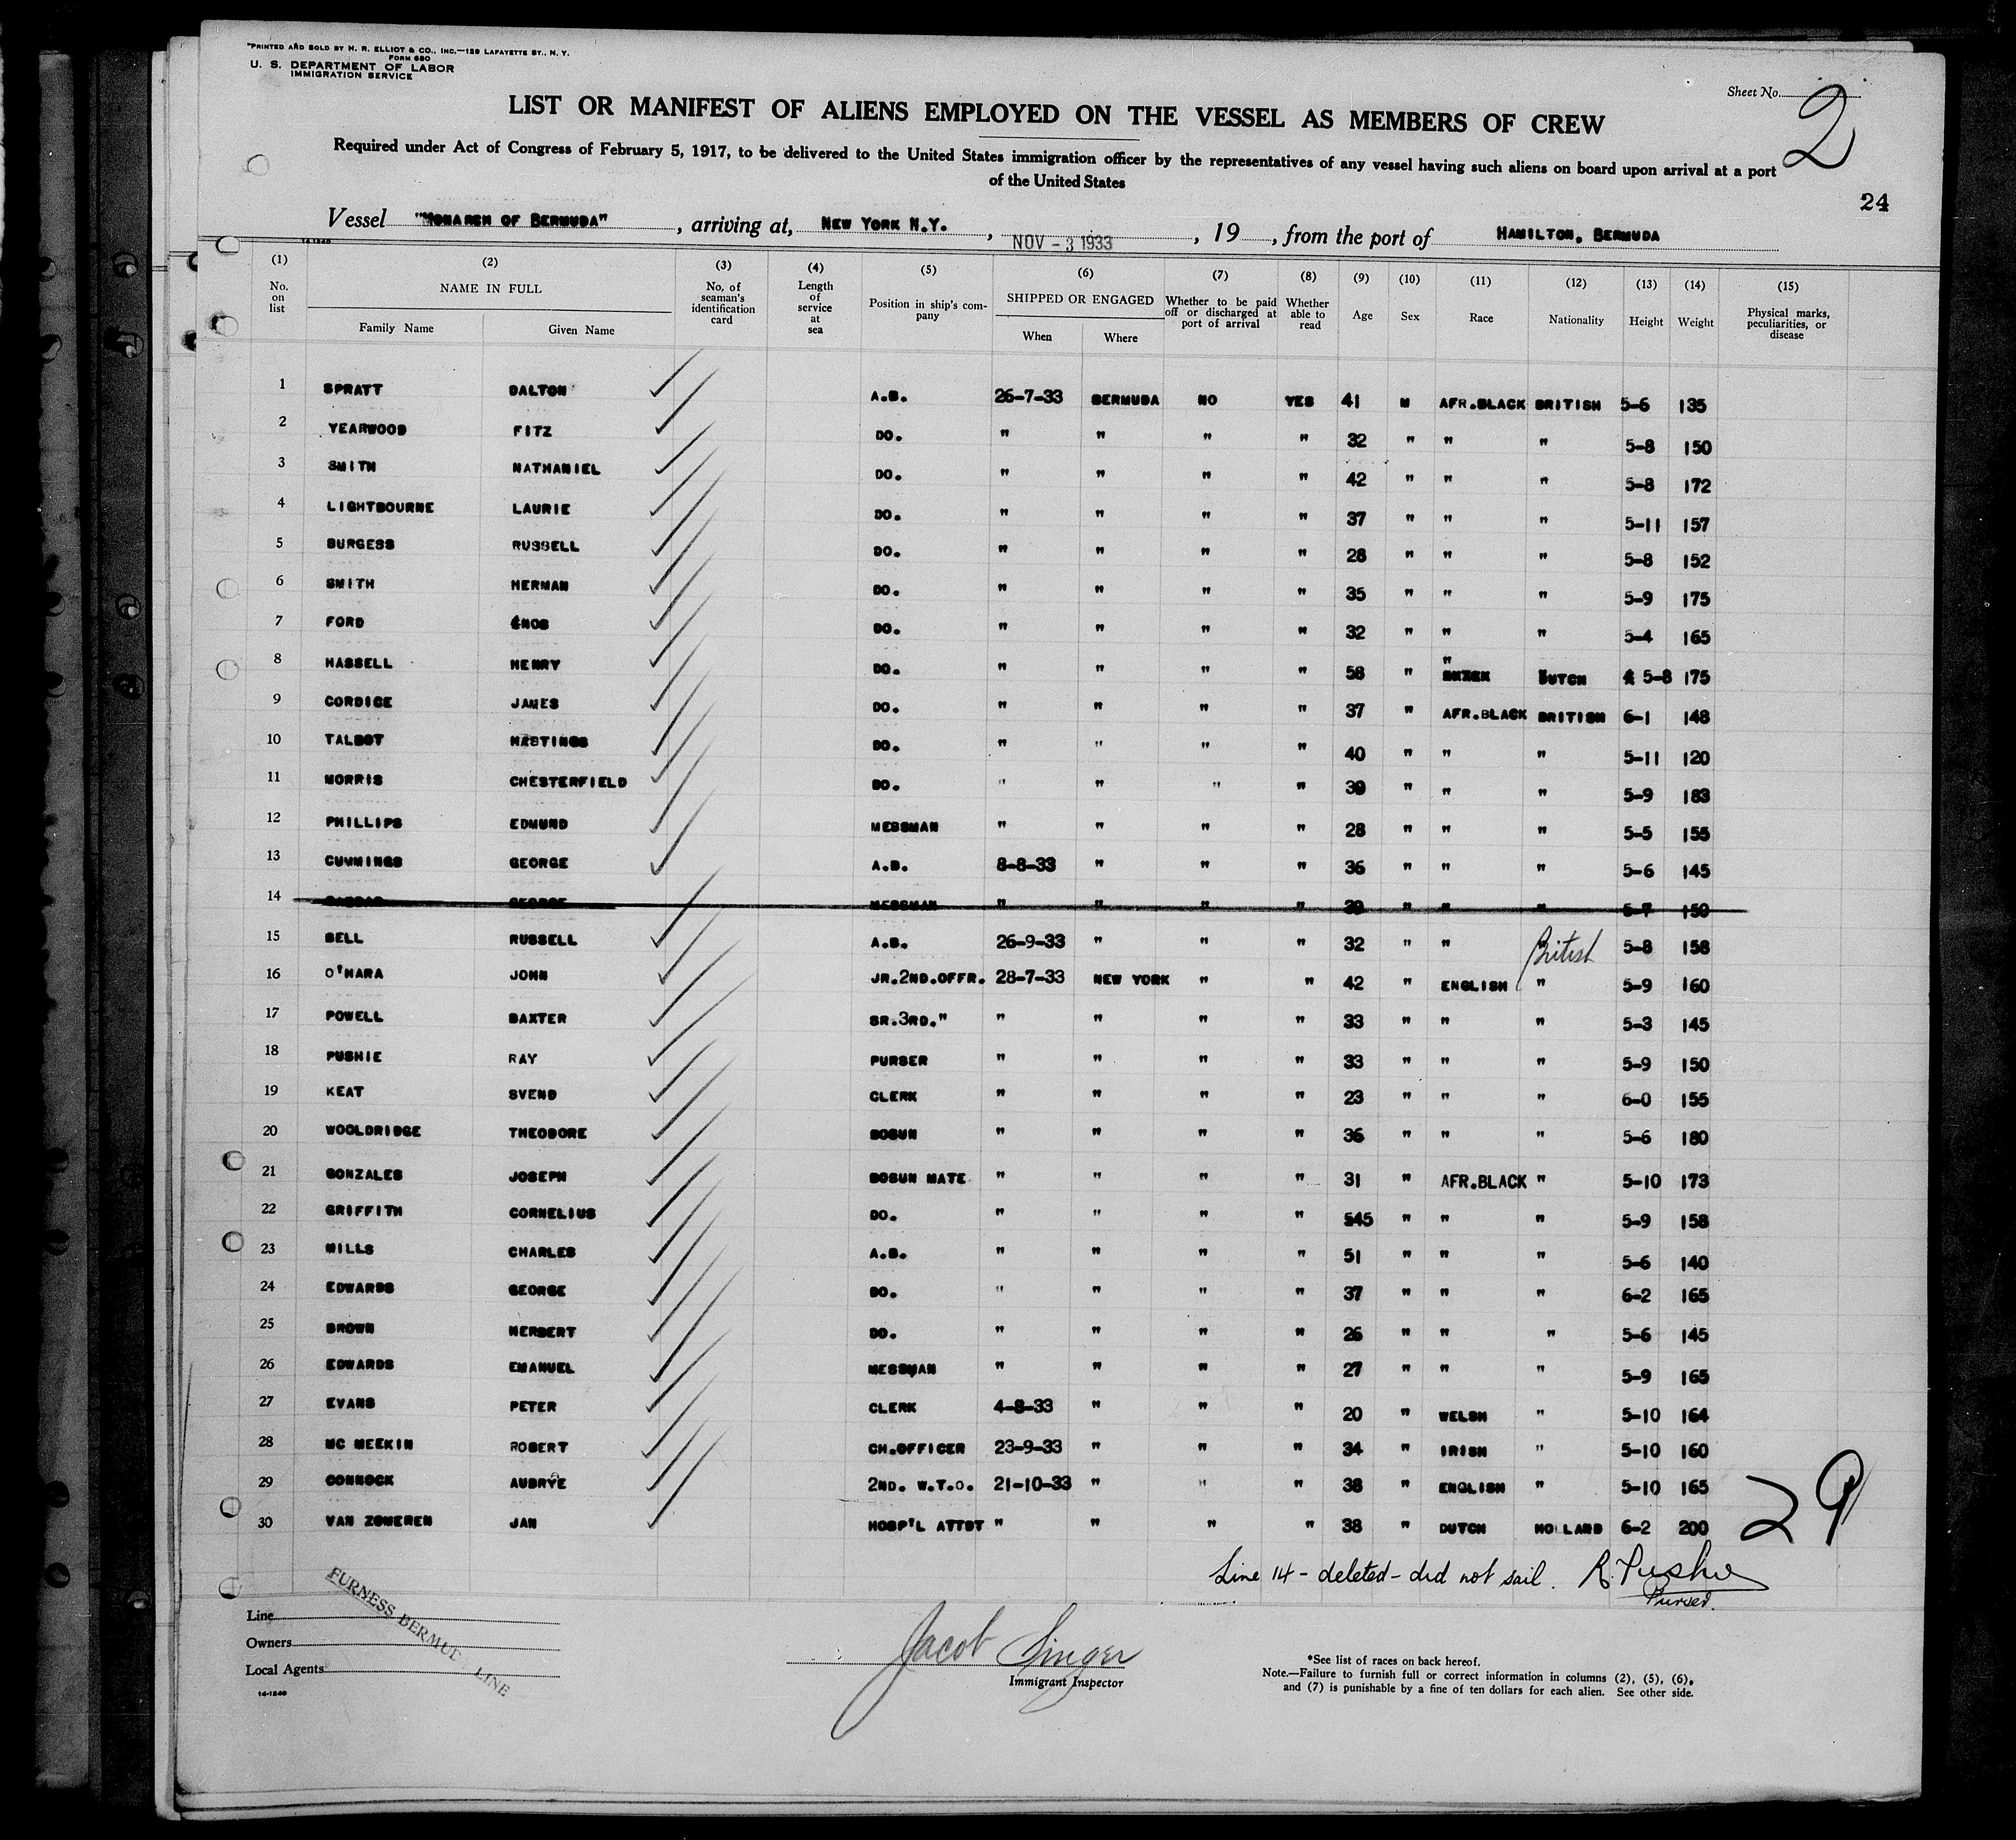 "PRINTED AND SOLD BY H. R. ELLIOT & CO., INC.—128 LAFAYETTE ST., N. Y.
FORM 680
U. S. DEPARTMENT OF LABOR
IMMIGRATION SERVICE
Sheet No. 2
LIST OR MANIFEST OF ALIENS EMPLOYED ON THE VESSEL AS MEMBERS OF CREW
Required under Act of Congress of February 5, 1917, to be delivered to the United States immigration officer by the representatives of any vessel having such aliens on board upon arrival at a port
of the United States
24
Vessel "MONARCH OF BERMUDA", arriving at, NEW YORK N.Y., NOV - 3 1933, 19 , from the port of HAMILTON, BERMUDA
14-1240
(1) (2) (3) (4) (5) (6) (7) (8) (9) (10) (11) (12) (13) (14) (15)
No. on list NAME IN FULL Family Name Given Name No. of seaman's identification card Length of service at sea Position in ship's company SHIPPED OR ENGAGED When Where Whether to be paid off or discharged at port of arrival Whether able to read Age Sex Race Nationality Height Weight Physical marks, peculiarities, or disease
1 SPRATT DALTON A.B. 26-7-33 BERMUDA NO YES 41 M AFR.BLACK BRITISH 5-6 135
2 YEARWOOD FITZ DO. " " " " 32 " " " 5-8 150
3 SMITH NATHANIEL DO. " " " " 42 " " " 5-8 172
4 LIGHTBOURNE LAURIE DO. " " " " 37 " " " 5-11 157
5 BURGESS RUSSELL DO. " " " " 28 " " " 5-8 152
6 SMITH HERMAN DO. " " " " 35 " " " 5-9 175
7 FORD ENOS DO. " " " " 32 " " " 5-4 165
8 HASSELL HENRY DO. " " " " 58 " " DUTCH 5-8 175
9 CORDICE JAMES DO. " " " " 37 " AFR.BLACK BRITISH 6-1 148
10 TALBOT HASTINGS DO. " " " " 40 " " " 5-11 120
11 MORRIS CHESTERFIELD DO. " " " " 39 " " " 5-9 183
12 PHILLIPS EDMUND MESSMAN " " " " 28 " " " 5-5 155
13 CUMMINGS GEORGE A.B. 8-8-33 " " " 36 " " " 5-6 145
14 GEORGE MESSMAN " " " " 39 " " " 5-7 150
15 BELL RUSSELL A.B. 26-9-33 " " " 32 " " British 5-8 158
16 O'HARA JOHN JR.2ND.OFFR. 28-7-33 NEW YORK " " 42 " ENGLISH " 5-9 160
17 POWELL BAXTER SR.3RD." " " " " 33 " " " 5-3 145
18 PUSHIE RAY PURSER " " " " 33 " " " 5-9 150
19 KEAT SVEND CLERK " " " " 23 " " " 6-0 155
20 WOOLDRIDGE THEODORE BOSUN " " " " 36 " " " 5-6 180
21 GONZALES JOSEPH BOSUN MATE " " " " 31 " AFR.BLACK " 5-10 173
22 GRIFFITH CORNELIUS DO. " " " " 545 " " " 5-9 158
23 MILLS CHARLES A.B. " " " " 51 " " " 5-6 140
24 EDWARDS GEORGE DO. " " " " 37 " " " 6-2 165
25 BROWN HERBERT DO. " " " " 26 " " " 5-6 145
26 EDWARDS EMANUEL MESSMAN " " " " 27 " " " 5-9 165
27 EVANS PETER CLERK 4-8-33 " " " 20 " WELSH " 5-10 164
28 MC MEEKIN ROBERT CH.OFFICER 23-9-33 " " " 34 " IRISH " 5-10 160
29 CONNOCK AUBRYE 2ND. W.T.O. 21-10-33 " " " 38 " ENGLISH " 5-10 165
30 VAN ZOMEREN JAN HOSP'L ATTDT " " " " 38 " DUTCH HOLLAND 6-2 200
29
Line 14 - deleted - did not sail. R. Pushie
Purser.
Line
Owners
Local Agents
FURNESS BERMUDA LINE
14-1240
Jacob Singer
Immigrant Inspector
*See list of races on back hereof.
Note.—Failure to furnish full or correct information in columns (2), (5), (6),
and (7) is punishable by a fine of ten dollars for each alien. See other side.